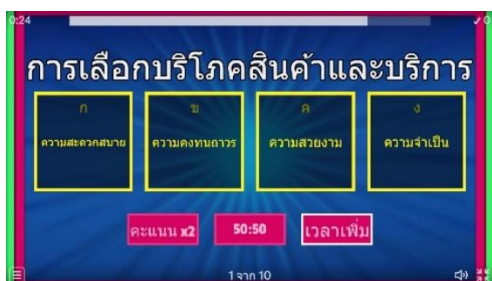 0:24
✓ 0
การเลือกบริโภคสินค้าและบริการ
ก
ความสะดวกสบาย
ข
ความคงทนถาวร
ค
ความสวยงาม
ง
ความจำเป็น
คะแนน x2
50:50
เวลาเพิ่ม
1 จาก 10